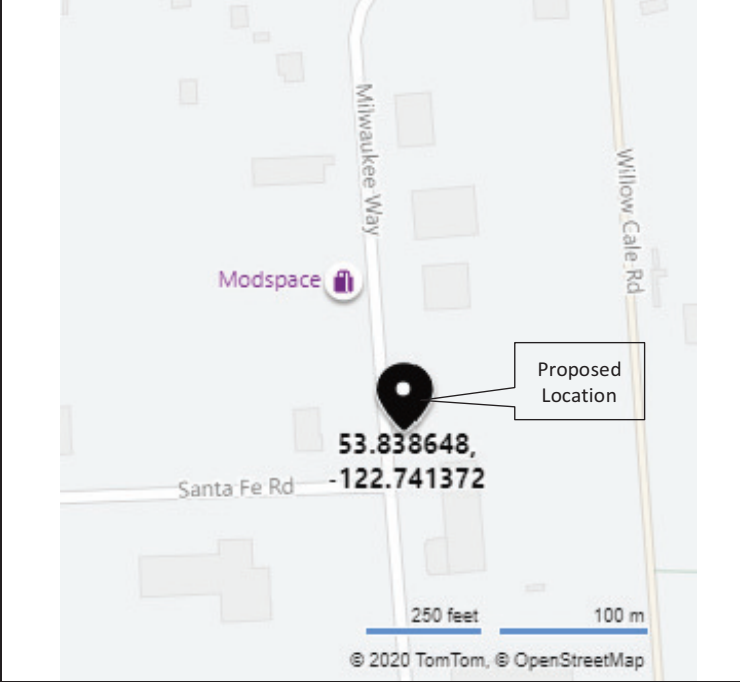 Milwaukee Way
Willow Cale Rd
Modspace
Proposed
Location
53.838648,
-122.741372
Santa Fe Rd
250 feet
100 m
© 2020 TomTom, © OpenStreetMap